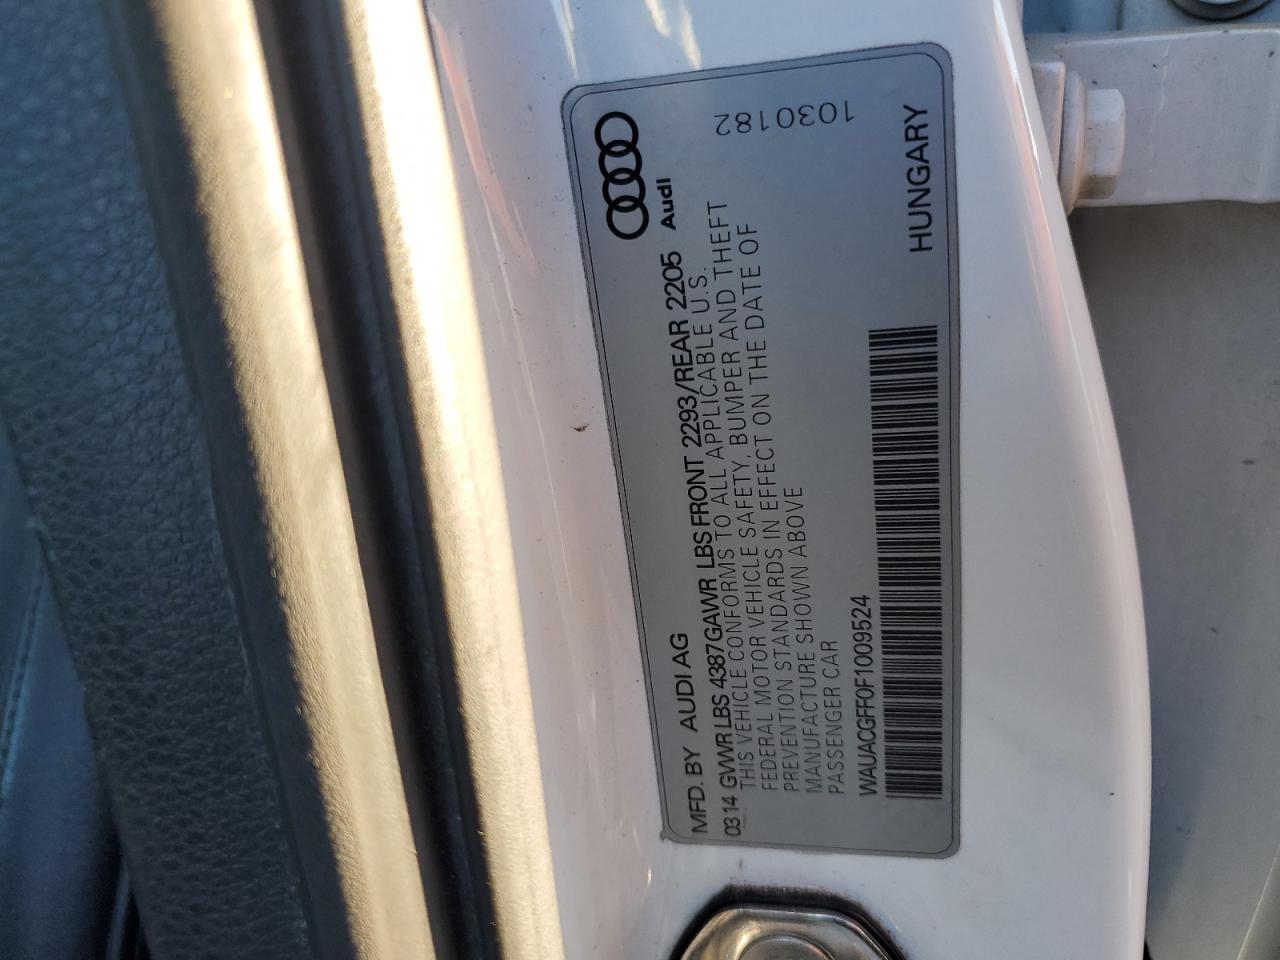 MFD. BY AUDI AG
Audi
03 14 GVWR LBS 4387 GAWR LBS FRONT 2293/REAR 2205
THIS VEHICLE CONFORMS TO ALL APPLICABLE U.S.
FEDERAL MOTOR VEHICLE SAFETY, BUMPER AND THEFT
PREVENTION STANDARDS IN EFFECT ON THE DATE OF
MANUFACTURE SHOWN ABOVE
PASSENGER CAR
1030182
WAUACGFF0F1009524
HUNGARY